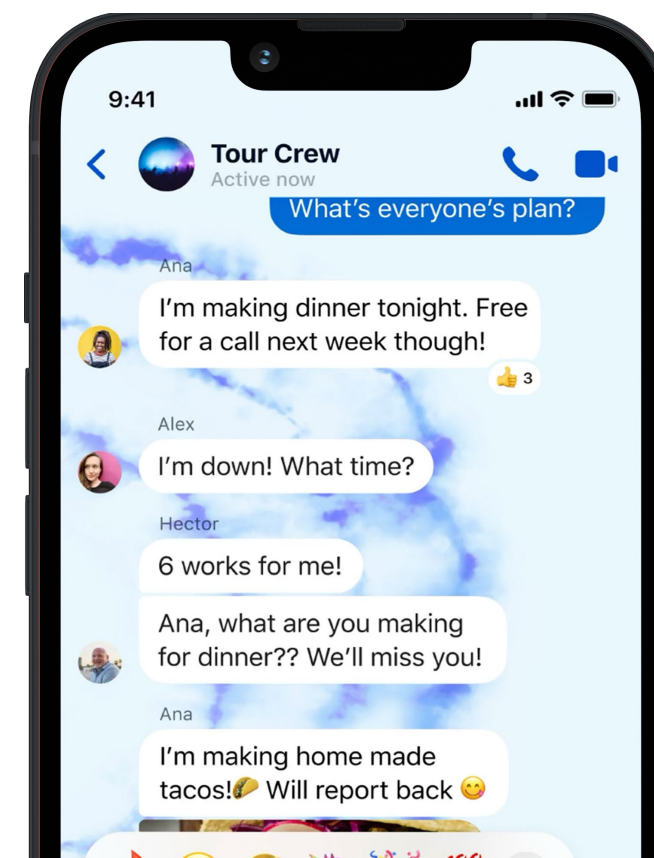 9:41
Tour Crew
Active now
What's everyone's plan?
Ana
I'm making dinner tonight. Free
for a call next week though!
👍 3
Alex
I'm down! What time?
Hector
6 works for me!
Ana, what are you making
for dinner?? We'll miss you!
Ana
I'm making home made
tacos!🌮 Will report back 😋